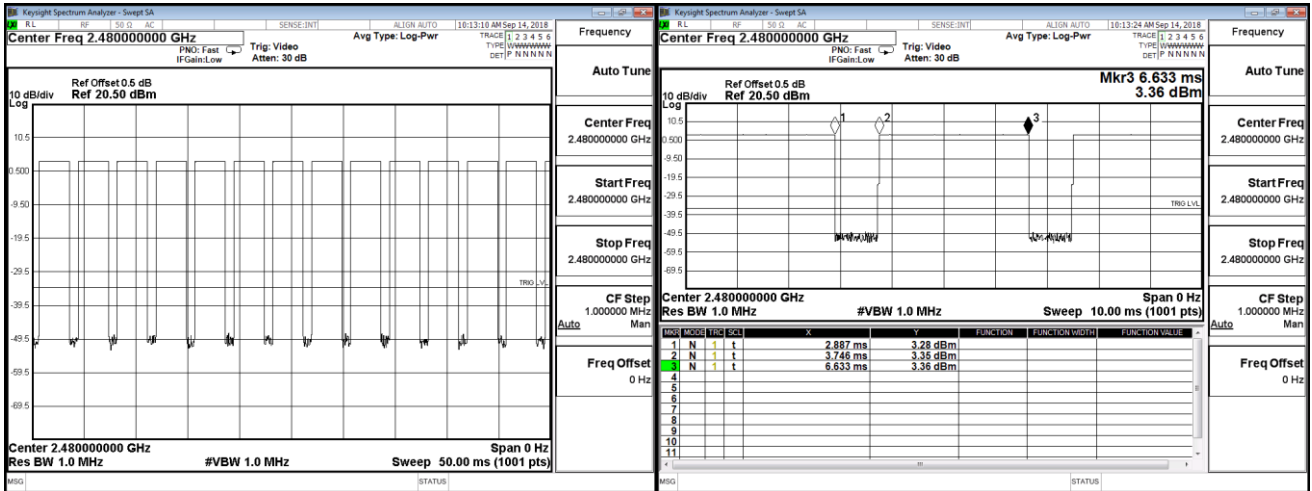 Keysight Spectrum Analyzer - Swept SA
RL RF 50 Ω AC SENSE:INT ALIGN AUTO 10:13:10 AM Sep 14, 2018
Center Freq 2.480000000 GHz
PNO: Fast
IFGain:Low
Trig: Video
Atten: 30 dB
Avg Type: Log-Pwr
TRACE 1 2 3 4 5 6
TYPE WWWWWW
DET P N N N N N
Ref Offset 0.5 dB
10 dB/div Ref 20.50 dBm
Log
10.5
0.500
-9.50
-19.5
-29.5
-39.5
-49.5
-59.5
-69.5
TRIG LVL
Center 2.480000000 GHz Span 0 Hz
Res BW 1.0 MHz #VBW 1.0 MHz Sweep 50.00 ms (1001 pts)
MSG STATUS
Frequency
Auto Tune
Center Freq
2.480000000 GHz
Start Freq
2.480000000 GHz
Stop Freq
2.480000000 GHz
CF Step
1.000000 MHz
Auto Man
Freq Offset
0 Hz
Keysight Spectrum Analyzer - Swept SA
RL RF 50 Ω AC SENSE:INT ALIGN AUTO 10:13:24 AM Sep 14, 2018
Center Freq 2.480000000 GHz
PNO: Fast
IFGain:Low
Trig: Video
Atten: 30 dB
Avg Type: Log-Pwr
TRACE 1 2 3 4 5 6
TYPE WWWWWW
DET P N N N N N
Mkr3 6.633 ms
3.36 dBm
Ref Offset 0.5 dB
10 dB/div Ref 20.50 dBm
Log
10.5
0.500
-9.50
-19.5
-29.5
-39.5
-49.5
-59.5
-69.5
1
2
3
TRIG LVL
Center 2.480000000 GHz Span 0 Hz
Res BW 1.0 MHz #VBW 1.0 MHz Sweep 10.00 ms (1001 pts)
MKR MODE TRC SCL X Y FUNCTION FUNCTION WIDTH FUNCTION VALUE
1 N 1 t 2.887 ms 3.28 dBm
2 N 1 t 3.746 ms 3.35 dBm
3 N 1 t 6.633 ms 3.36 dBm
4
5
6
7
8
9
10
11
MSG STATUS
Frequency
Auto Tune
Center Freq
2.480000000 GHz
Start Freq
2.480000000 GHz
Stop Freq
2.480000000 GHz
CF Step
1.000000 MHz
Auto Man
Freq Offset
0 Hz